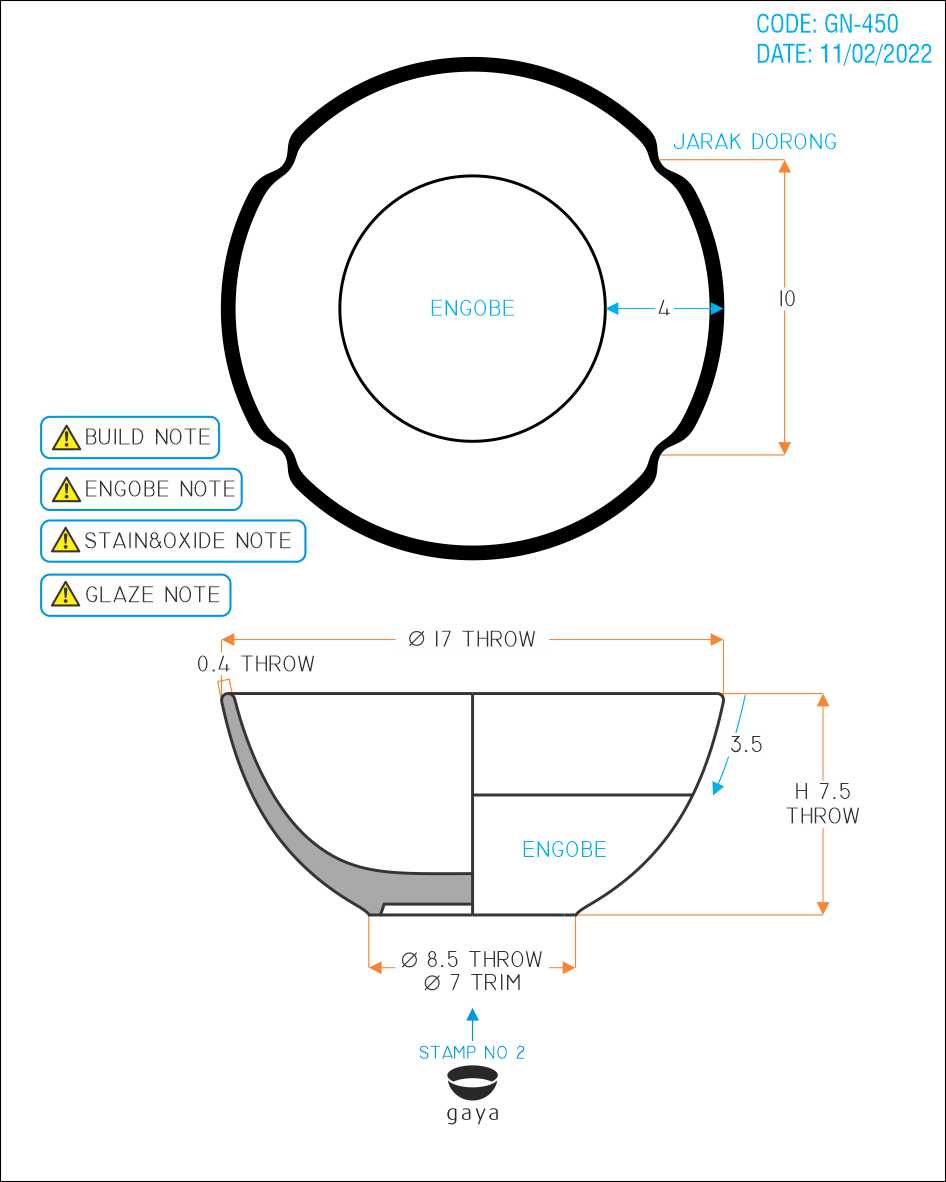 CODE: GN-450
DATE: 11/02/2022
JARAK DORONG
10
ENGOBE
4
BUILD NOTE
ENGOBE NOTE
STAIN&OXIDE NOTE
GLAZE NOTE
Ø 17 THROW
0.4 THROW
3.5
H 7.5
THROW
ENGOBE
Ø 8.5 THROW
Ø 7 TRIM
STAMP NO 2
gaya